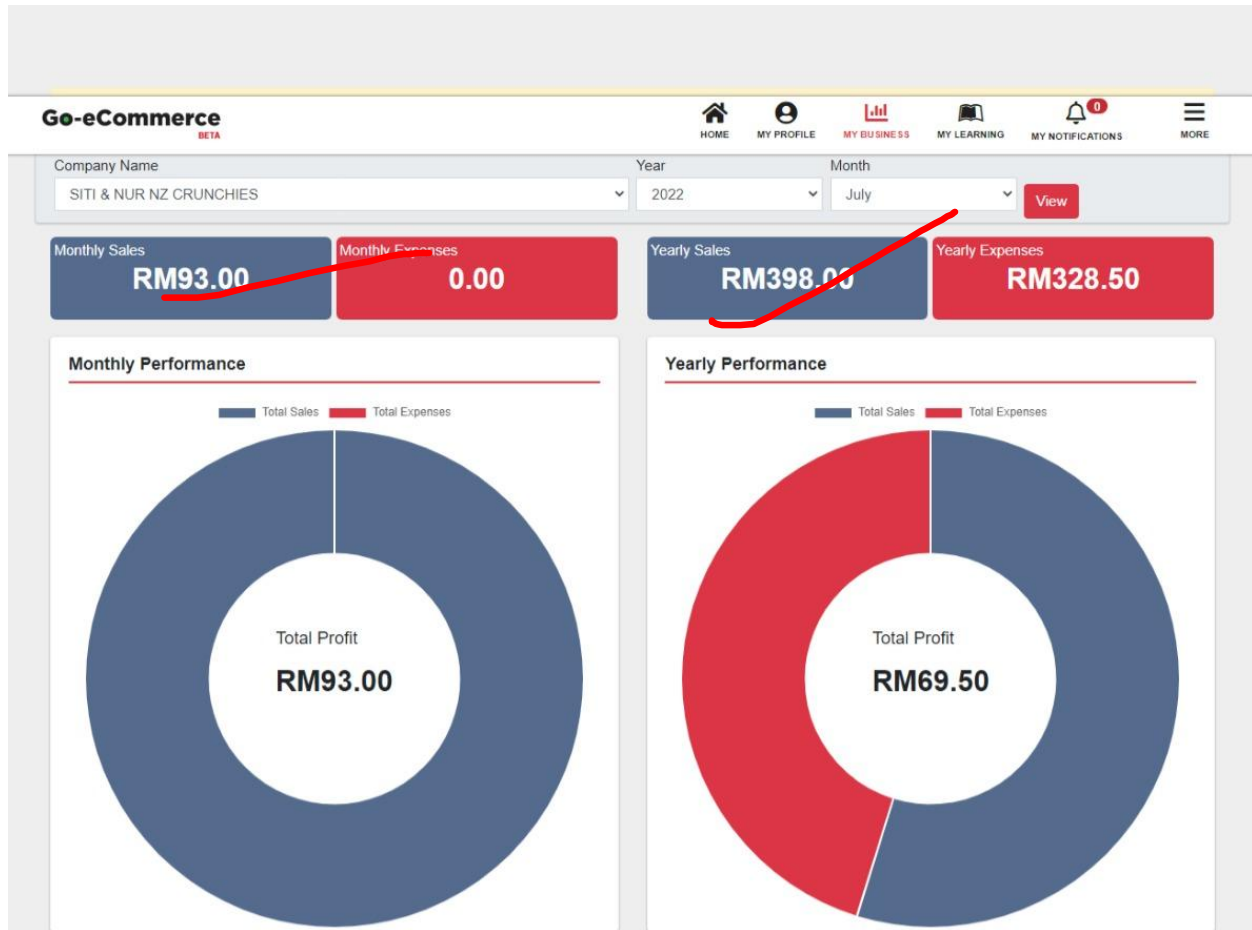 Go-eCommerce
BETA
HOME MY PROFILE MY BUSINESS MY LEARNING MY NOTIFICATIONS 0 MORE
Company Name Year Month
SITI & NUR NZ CRUNCHIES 2022 July View
Monthly Sales Monthly Expenses Yearly Sales Yearly Expenses
RM93.00 0.00 RM398.00 RM328.50
Monthly Performance Yearly Performance
Total Sales Total Expenses Total Sales Total Expenses
Total Profit Total Profit
RM93.00 RM69.50